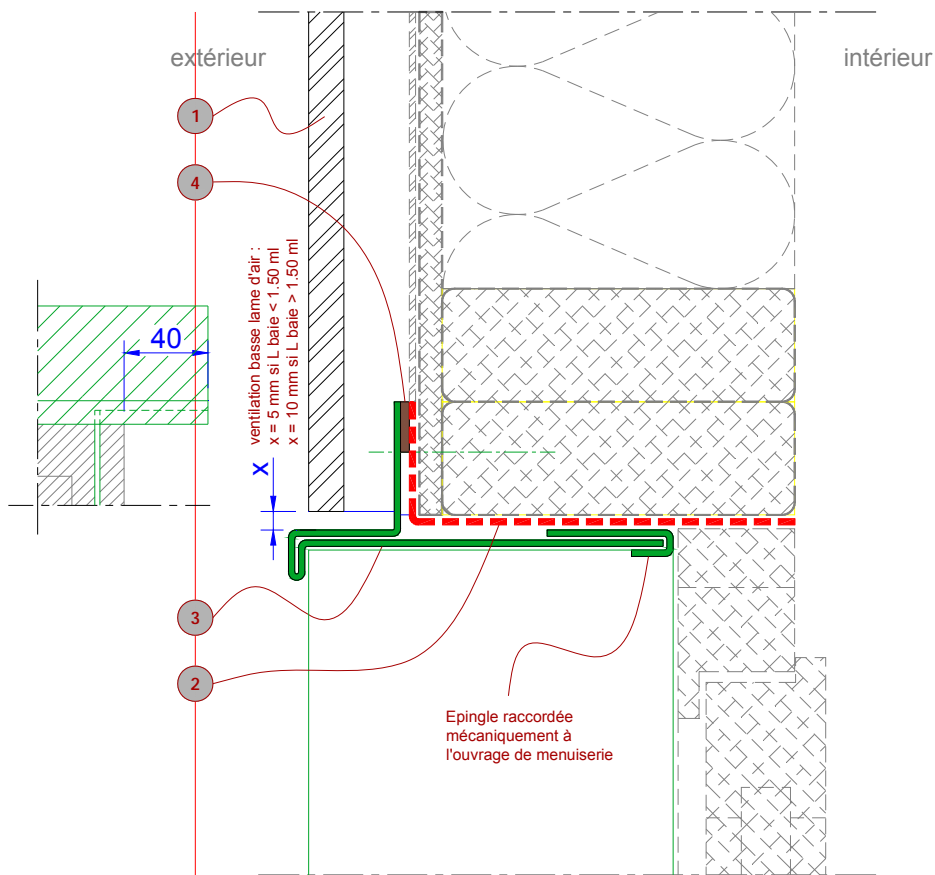 extérieur
intérieur
1
4
ventilation basse lame d'air :
x = 5 mm si L baie < 1.50 ml
x = 10 mm si L baie > 1.50 ml
40
X
3
2
Epingle raccordée
mécaniquement à
l'ouvrage de menuiserie